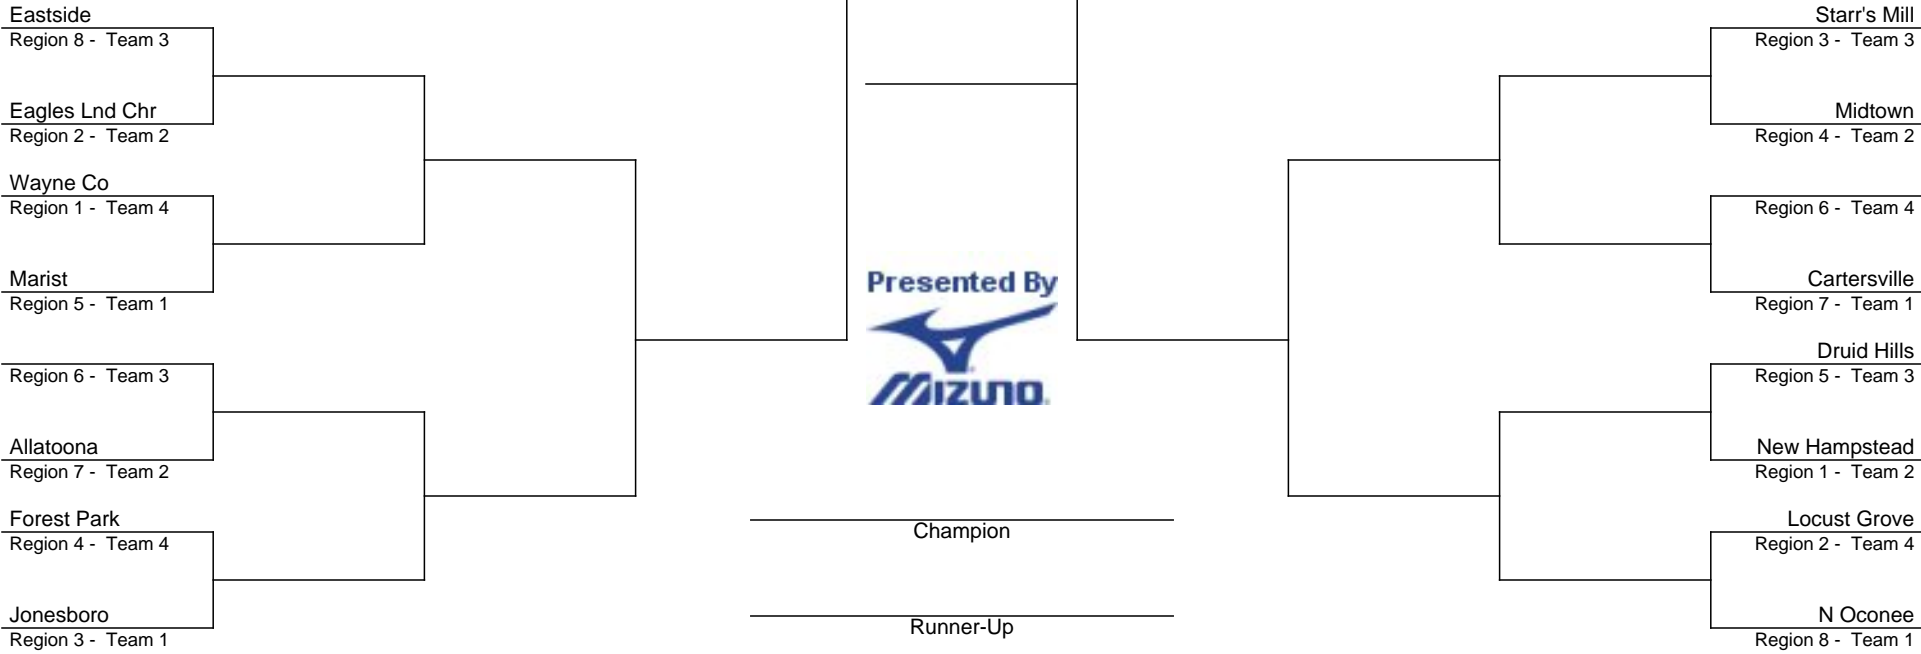 Eastside
Region 8 - Team 3
Eagles Lnd Chr
Region 2 - Team 2
Wayne Co
Region 1 - Team 4
Marist
Region 5 - Team 1
Region 6 - Team 3
Allatoona
Region 7 - Team 2
Forest Park
Region 4 - Team 4
Jonesboro
Region 3 - Team 1
Presented By
MIZUNO
Champion
Runner-Up
Starr's Mill
Region 3 - Team 3
Midtown
Region 4 - Team 2
Region 6 - Team 4
Cartersville
Region 7 - Team 1
Druid Hills
Region 5 - Team 3
New Hampstead
Region 1 - Team 2
Locust Grove
Region 2 - Team 4
N Oconee
Region 8 - Team 1